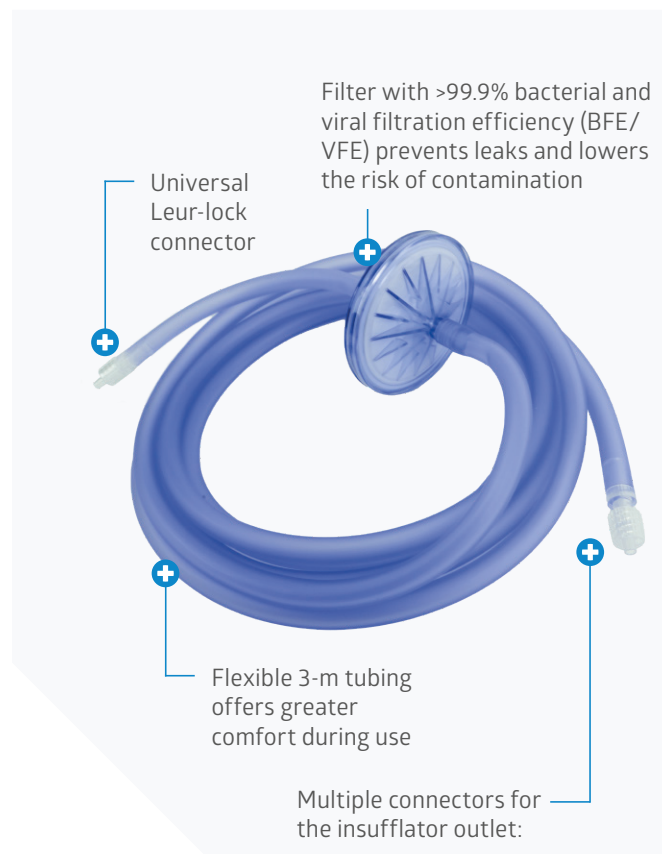 Filter with >99.9% bacterial and
viral filtration efficiency (BFE/
VFE) prevents leaks and lowers
the risk of contamination
Universal
Leur-lock
connector
Flexible 3-m tubing
offers greater
comfort during use
Multiple connectors for
the insufflator outlet: